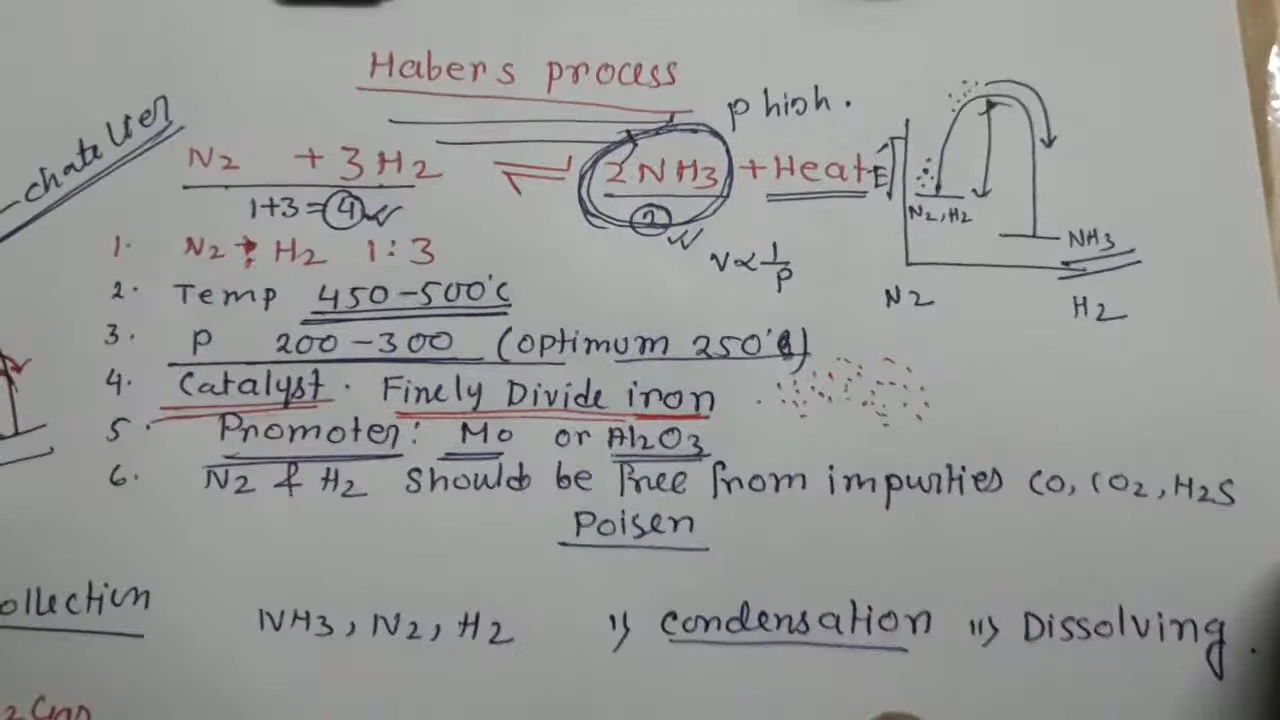 Habers process
p high.
- chatelier
N2 + 3H2 ⇌ 2NH3 + Heat
1+3=4
2
E
N2, H2
NH3
N2
H2
V∝1/p
1. N2 : H2 1:3
2. Temp 450-500°C
3. P 200-300 (optimum 250°C)
4. Catalyst. Finely Divide iron
5. Promoter: Mo or Al2O3
6. N2 & H2 should be free from impurties CO, CO2, H2S
Poisen
ollection NH3, N2, H2 i) condensation ii) Dissolving.